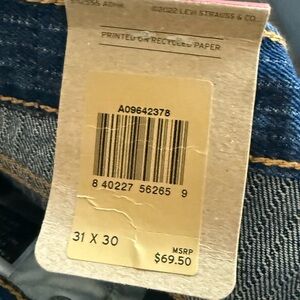 ©2022 LEVI STRAUSS & CO.
PRINTED ON RECYCLED PAPER
A09642378
8 40227 56265 9
31 X 30
MSRP
$69.50